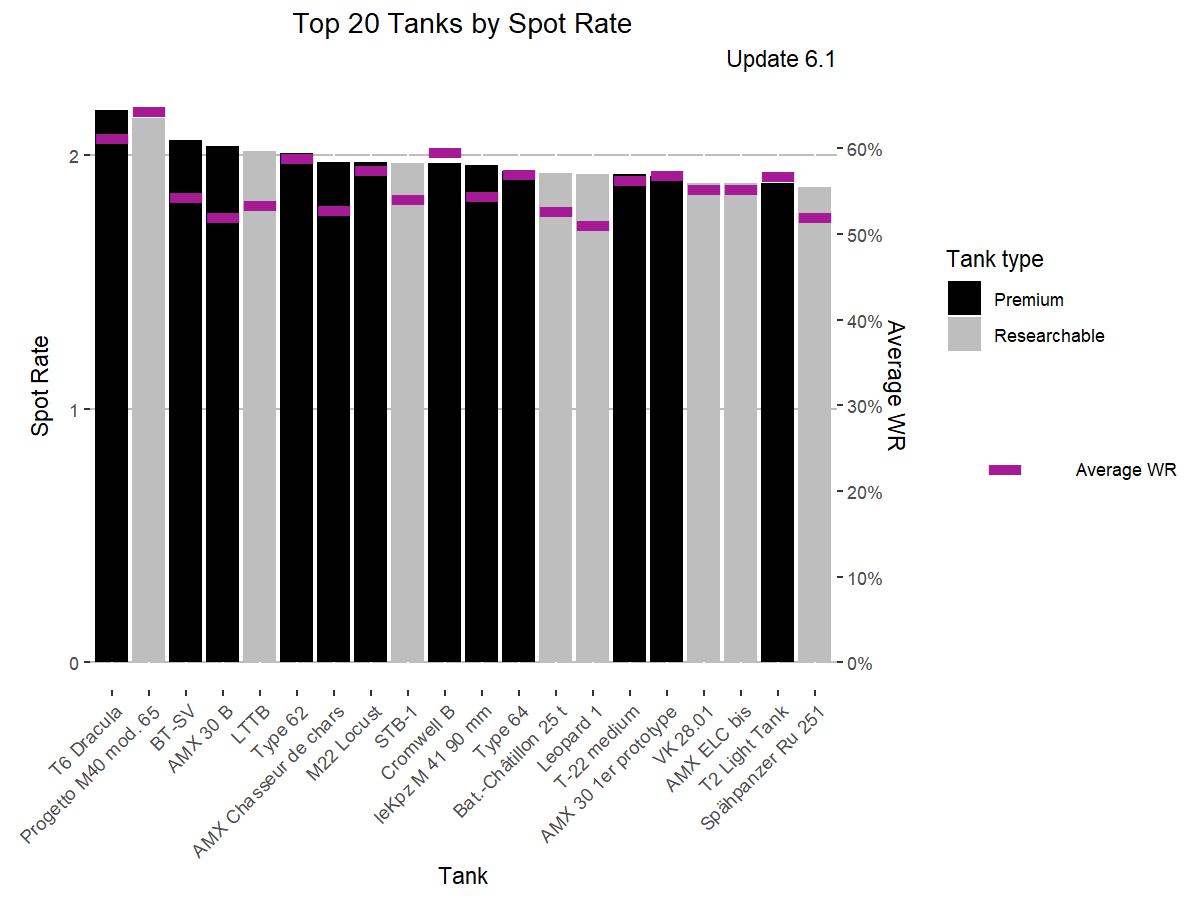 Top 20 Tanks by Spot Rate
Update 6.1
Spot Rate
2
1
0
60%
50%
40%
30%
20%
10%
0%
Average WR
T6 Dracula
Progetto M40 mod. 65
BT-SV
AMX 30 B
LTTB
Type 62
AMX Chasseur de chars
M22 Locust
STB-1
Cromwell B
leKpz M 41 90 mm
Type 64
Bat.-Châtillon 25 t
Leopard 1
T-22 medium
AMX 30 1er prototype
VK 28.01
AMX ELC bis
T2 Light Tank
Spähpanzer Ru 251
Tank
Tank type
Premium
Researchable
Average WR